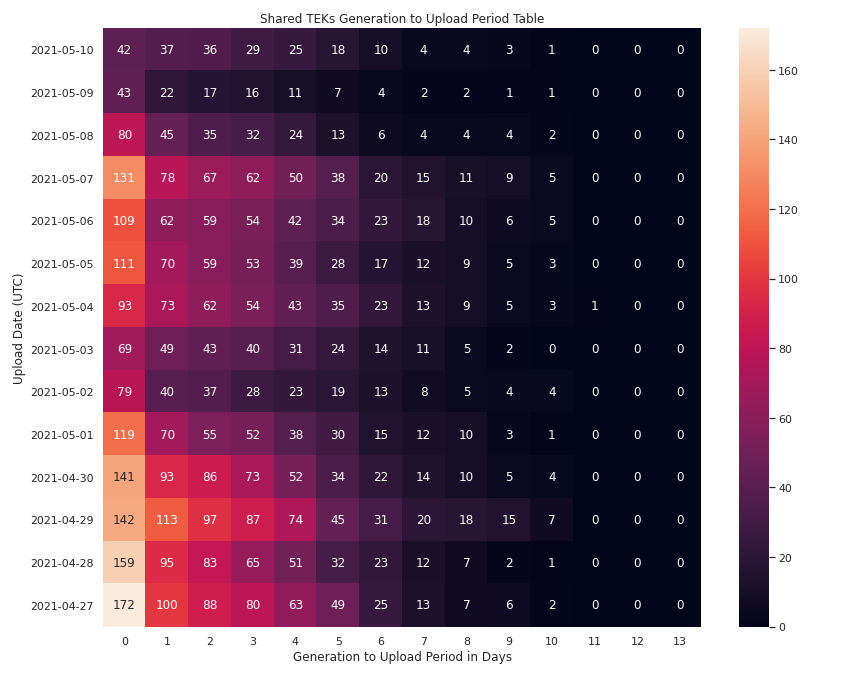 Shared TEKs Generation to Upload Period Table
Upload Date (UTC)
2021-05-10 42 37 36 29 25 18 10 4 4 3 1 0 0 0
2021-05-09 43 22 17 16 11 7 4 2 2 1 1 0 0 0
2021-05-08 80 45 35 32 24 13 6 4 4 4 2 0 0 0
2021-05-07 131 78 67 62 50 38 20 15 11 9 5 0 0 0
2021-05-06 109 62 59 54 42 34 23 18 10 6 5 0 0 0
2021-05-05 111 70 59 53 39 28 17 12 9 5 3 0 0 0
2021-05-04 93 73 62 54 43 35 23 13 9 5 3 1 0 0
2021-05-03 69 49 43 40 31 24 14 11 5 2 0 0 0 0
2021-05-02 79 40 37 28 23 19 13 8 5 4 4 0 0 0
2021-05-01 119 70 55 52 38 30 15 12 10 3 1 0 0 0
2021-04-30 141 93 86 73 52 34 22 14 10 5 4 0 0 0
2021-04-29 142 113 97 87 74 45 31 20 18 15 7 0 0 0
2021-04-28 159 95 83 65 51 32 23 12 7 2 1 0 0 0
2021-04-27 172 100 88 80 63 49 25 13 7 6 2 0 0 0
0 1 2 3 4 5 6 7 8 9 10 11 12 13
Generation to Upload Period in Days
160
140
120
100
80
60
40
20
0